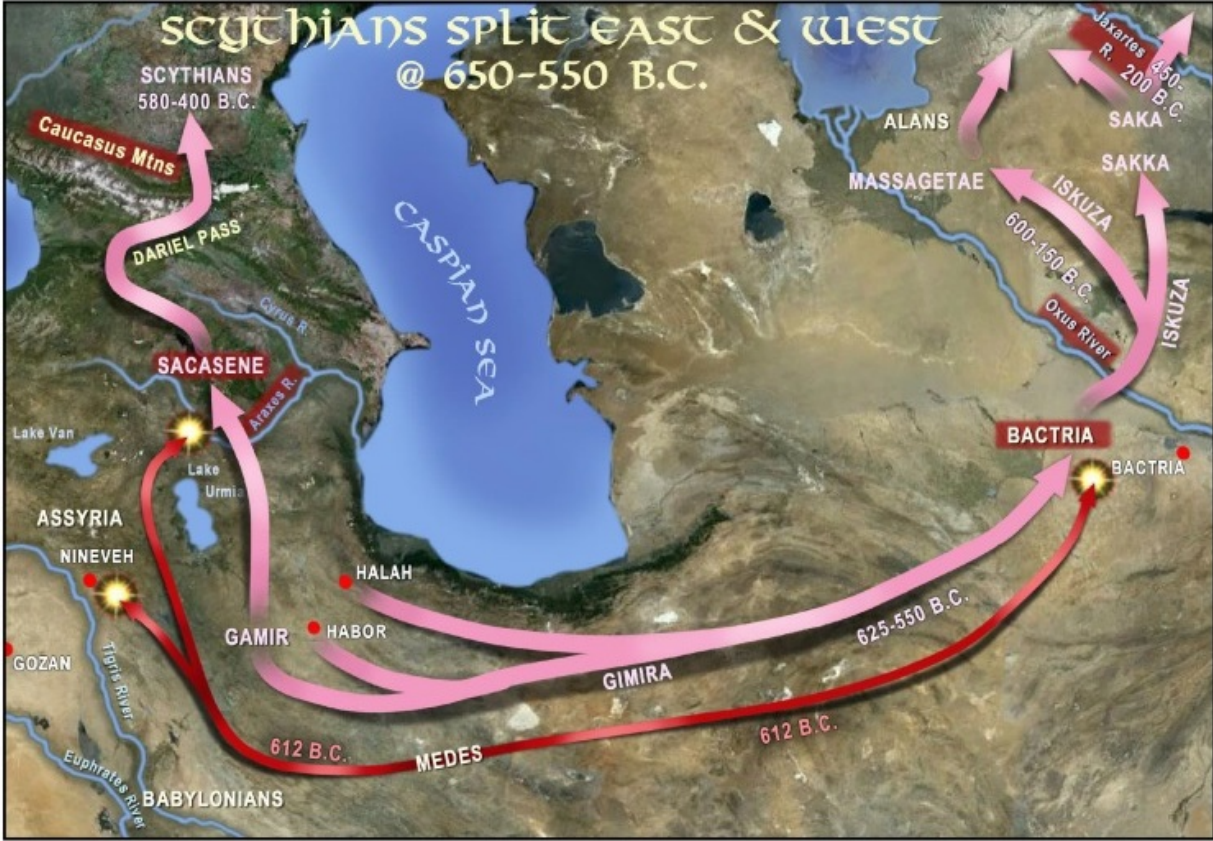 SCYTHIANS SPLIT EAST & WEST
@ 650-550 B.C.
SCYTHIANS
580-400 B.C.
Caucasus Mtns
DARIEL PASS
Cyrus R.
SACASENE
Araxes R.
Lake Van
Lake
Urmia
ASSYRIA
NINEVEH
GOZAN
Tigris River
Euphrates River
BABYLONIANS
GAMIR
HALAH
HABOR
GIMIRA
625-550 B.C.
612 B.C.
MEDES
612 B.C.
CASPIAN SEA
Jaxartes
R.
450-
200 B.C.
ALANS
SAKA
MASSAGETAE
SAKKA
ISKUZA
600-150 B.C.
ISKUZA
Oxus River
BACTRIA
BACTRIA